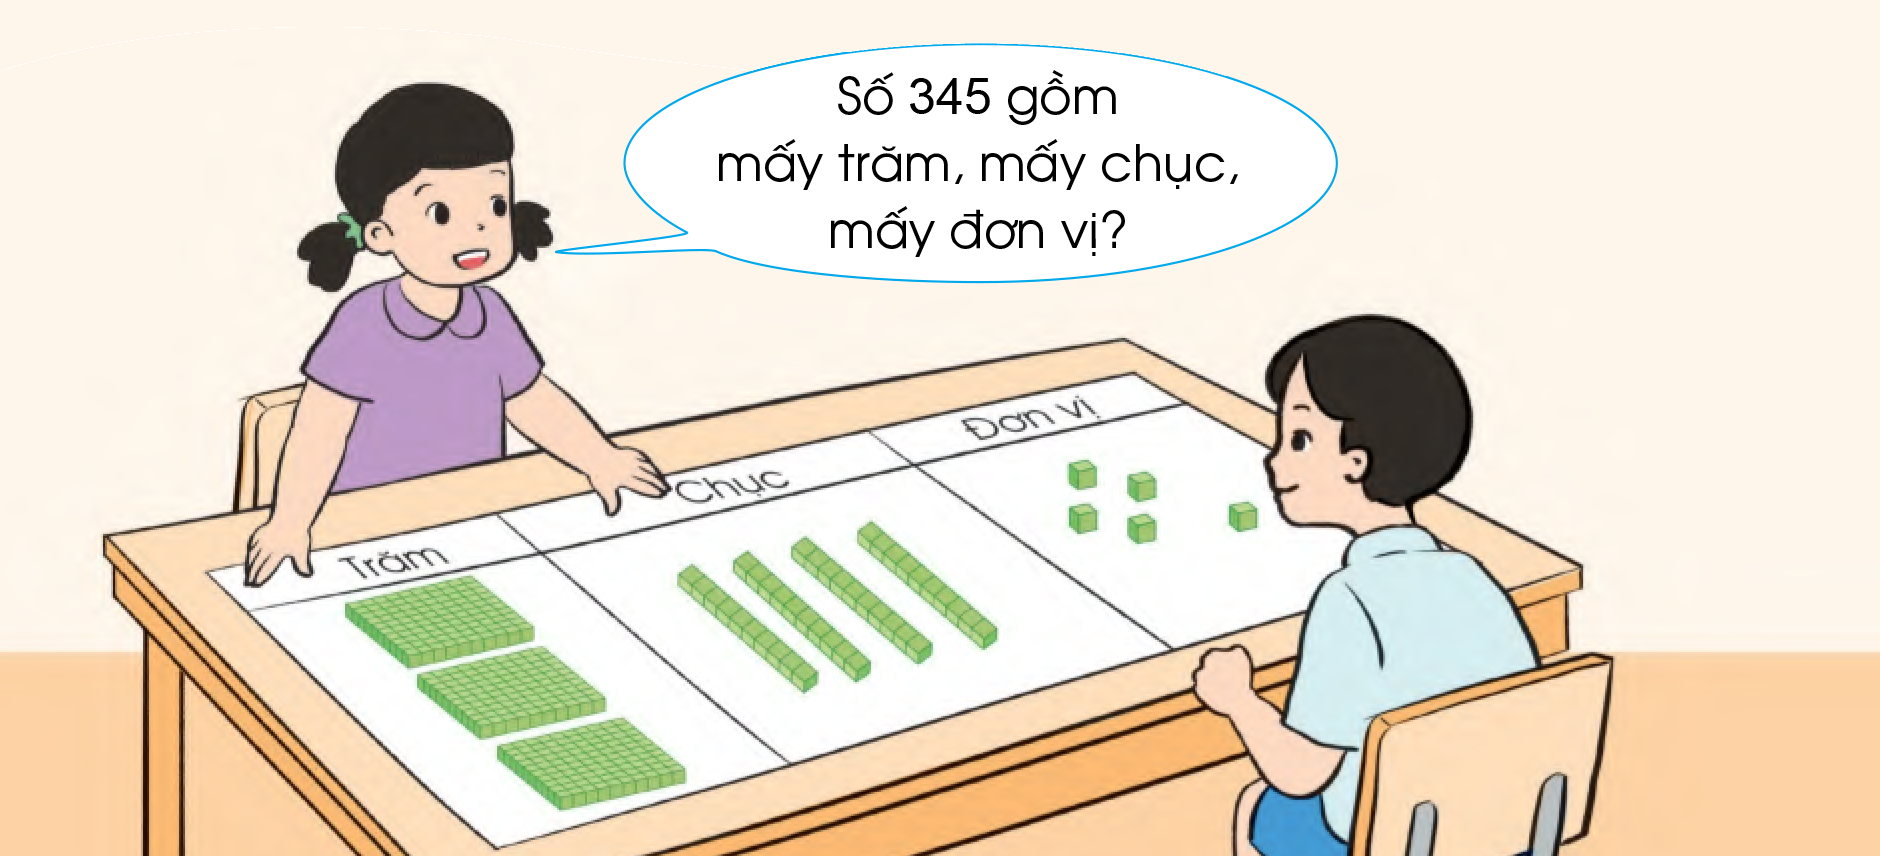 Số 345 gồm
mấy trăm, mấy chục,
mấy đơn vị?
Trăm
Chục
Đơn vị